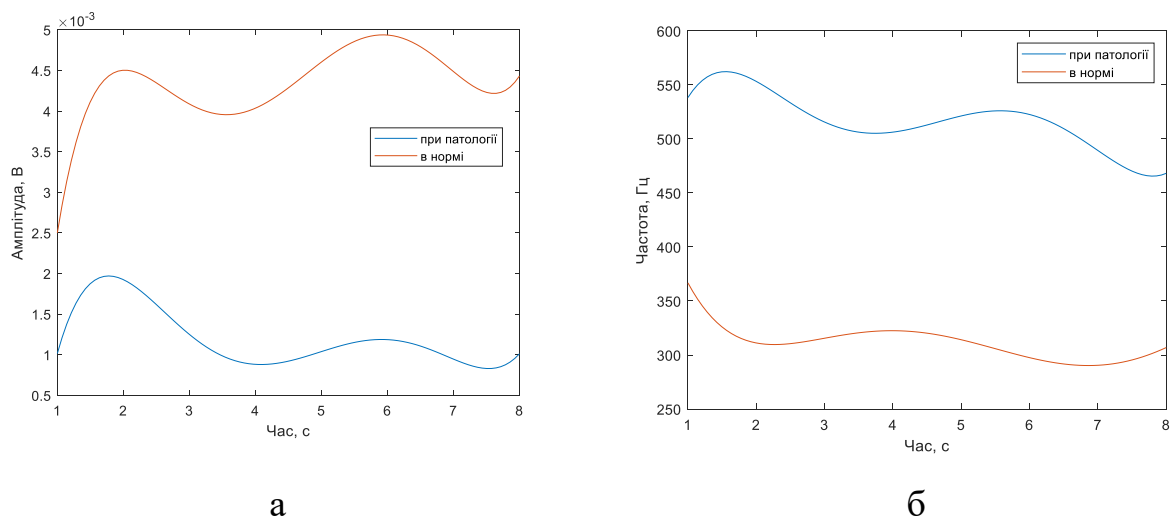 ×10-3
5
4.5
4
3.5
3
2.5
2
1.5
1
0.5
Амплітуда, В
1 2 3 4 5 6 7 8
Час, с
при патології
в нормі
а
600
550
500
450
400
350
300
250
Частота, Гц
1 2 3 4 5 6 7 8
Час, с
при патології
в нормі
б